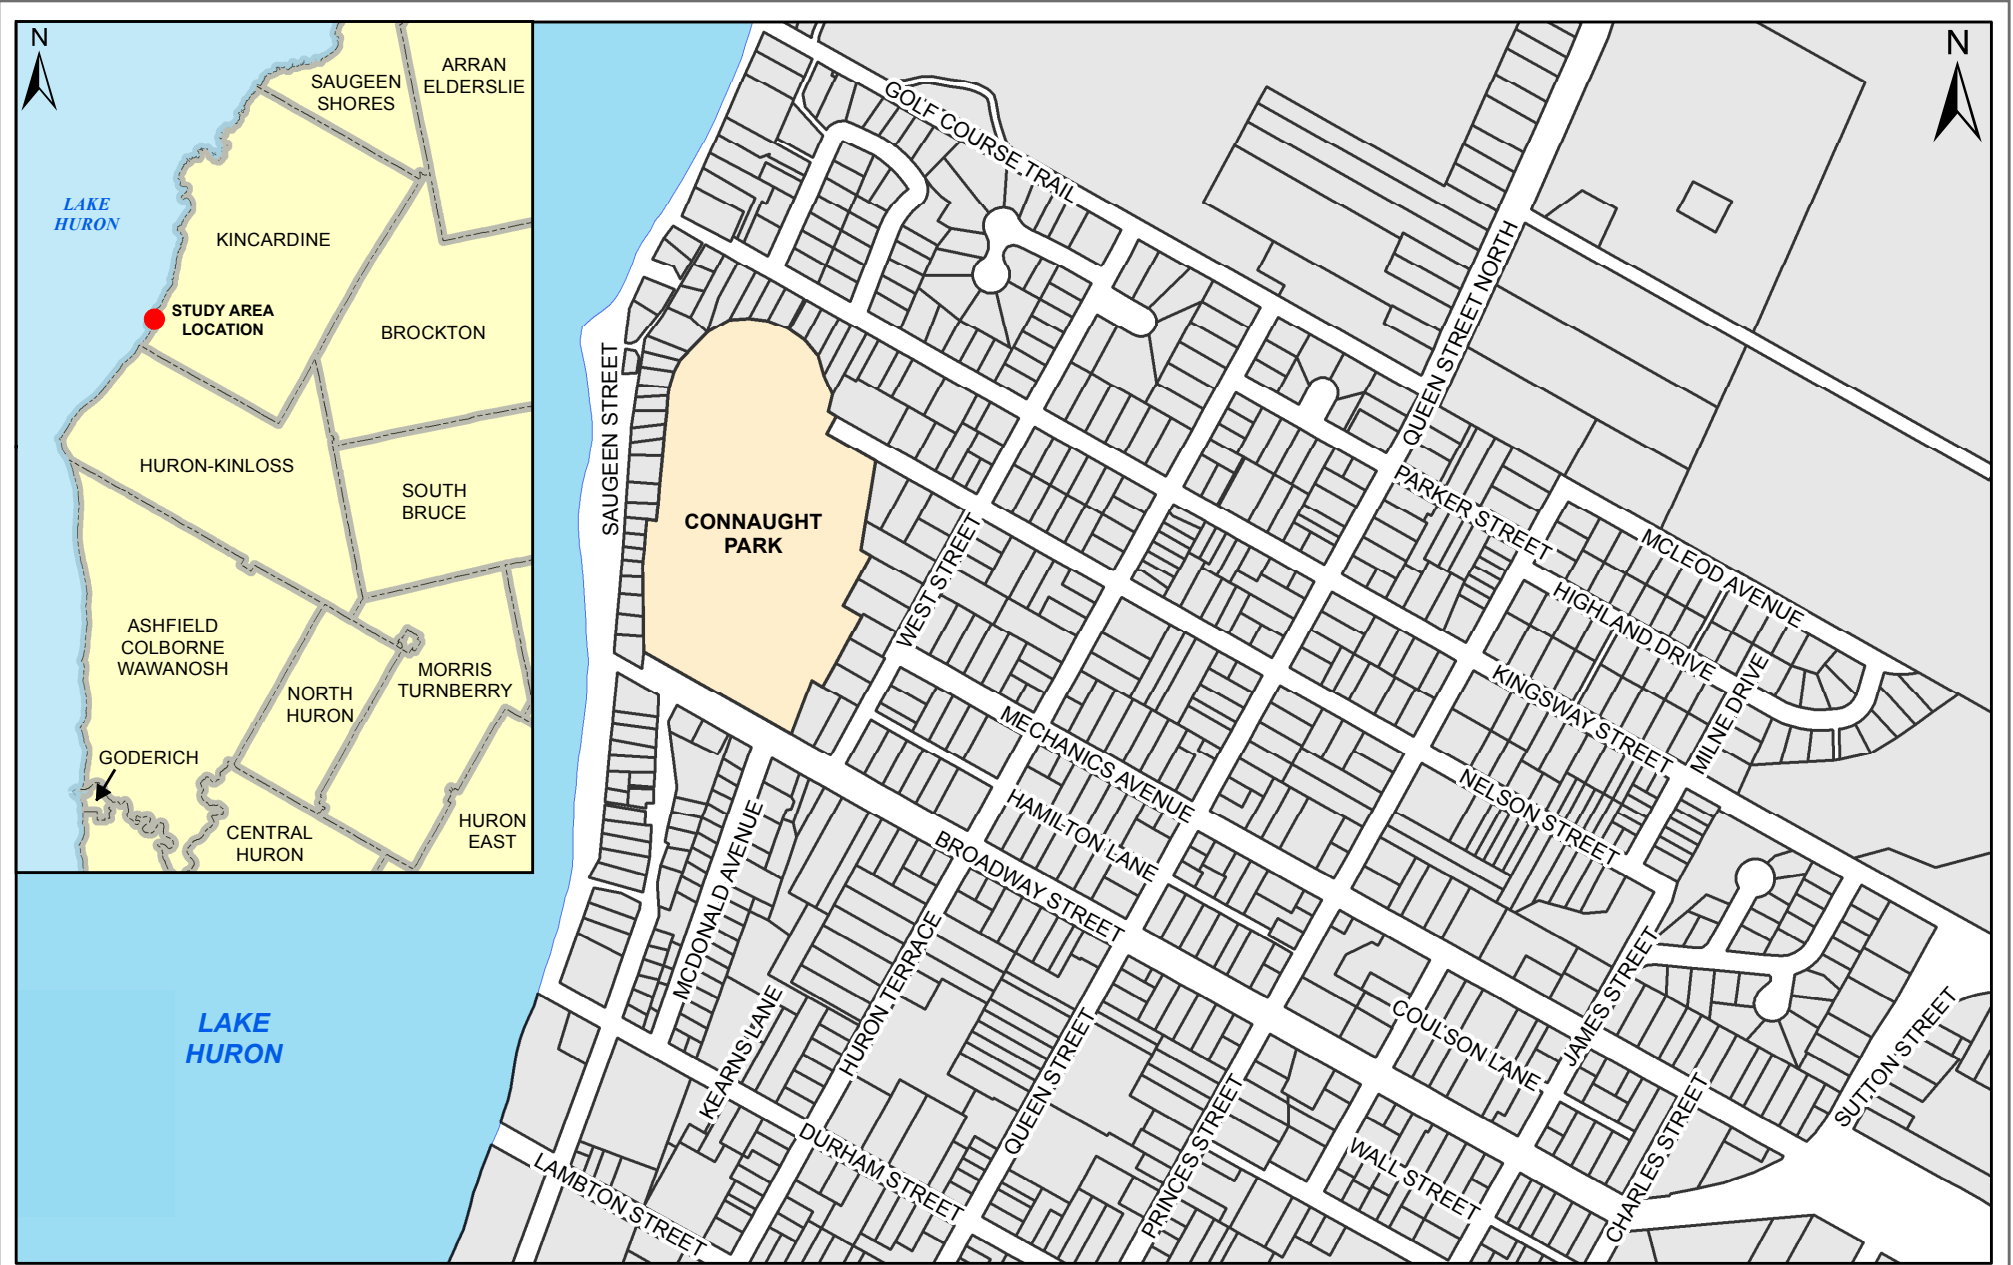 N
SAUGEEN
SHORES
ARRAN
ELDERSLIE
LAKE
HURON
KINCARDINE
STUDY AREA
LOCATION
BROCKTON
HURON-KINLOSS
SOUTH
BRUCE
ASHFIELD
COLBORNE
WAWANOSH
NORTH
HURON
MORRIS
TURNBERRY
GODERICH
CENTRAL
HURON
HURON
EAST
LAKE
HURON
N
GOLF COURSE TRAIL
QUEEN STREET NORTH
SAUGEEN STREET
CONNAUGHT
PARK
WEST STREET
PARKER STREET
MCLEOD AVENUE
HIGHLAND DRIVE
MILNE DRIVE
KINGSWAY STREET
MECHANICS AVENUE
NELSON STREET
HAMILTON LANE
BROADWAY STREET
MCDONALD AVENUE
KEARNS LANE
HURON TERRACE
QUEEN STREET
PRINCES STREET
COULSON LANE
JAMES STREET
SUTTON STREET
CHARLES STREET
WALL STREET
DURHAM STREET
LAMBTON STREET